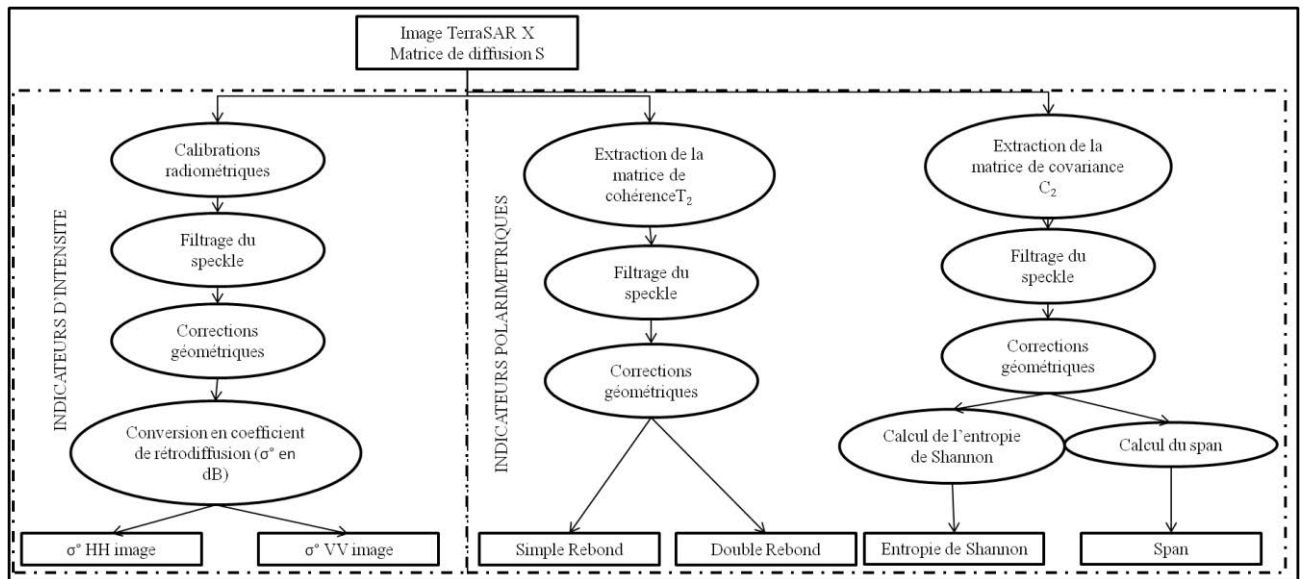 Image TerraSAR X
Matrice de diffusion S
INDICATEURS D'INTENSITE
Calibrations
radiométriques
Filtrage du
speckle
Corrections
géométriques
Conversion en coefficient
de rétrodiffusion (σ° en
dB)
σ° HH image
σ° VV image
INDICATEURS POLARIMETRIQUES
Extraction de la
matrice de
cohérenceT₂
Filtrage du
speckle
Corrections
géométriques
Simple Rebond
Double Rebond
Extraction de la
matrice de covariance
C₂
Filtrage du
speckle
Corrections
géométriques
Calcul de l'entropie
de Shannon
Calcul du span
Entropie de Shannon
Span